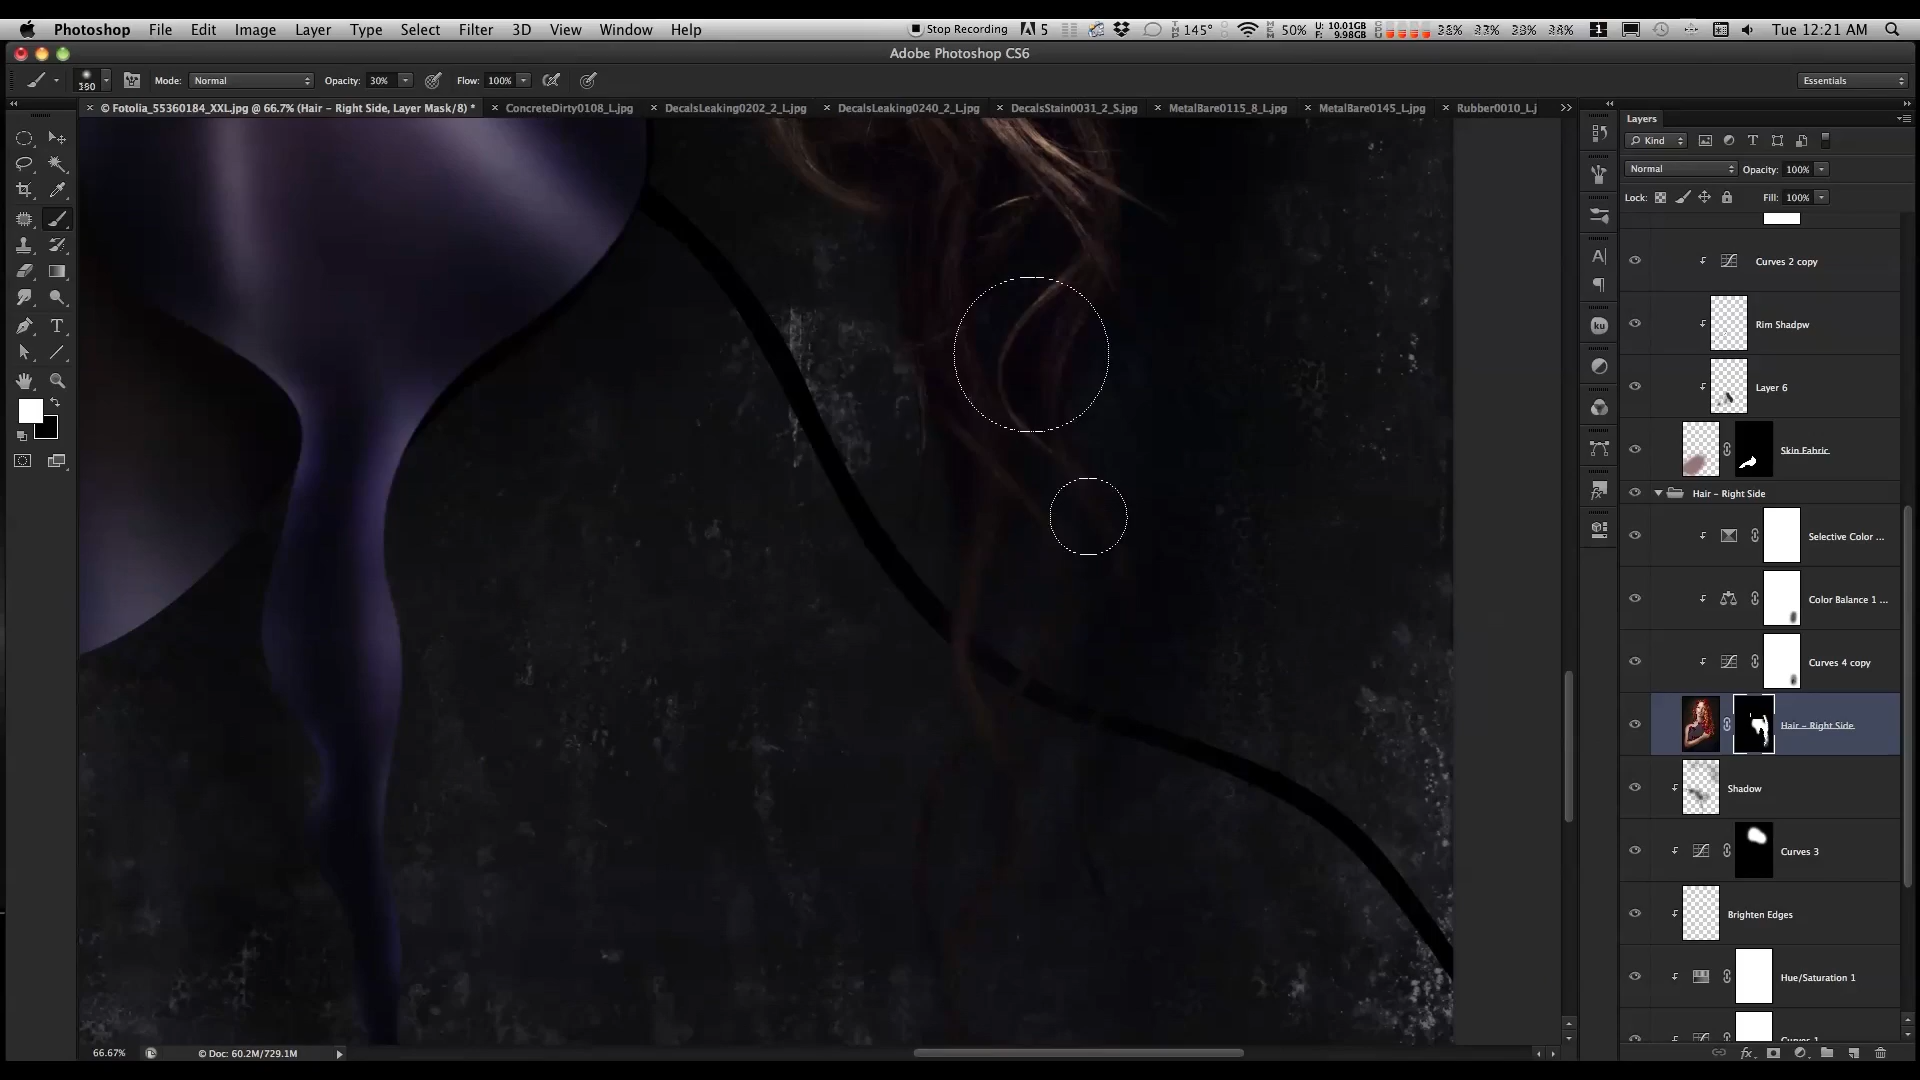 Photoshop File Edit Image Layer Type Select Filter 3D View Window Help Stop Recording 5 145° 50% U: 10.01GB F: 9.98GB Tue 12:21 AM
Adobe Photoshop CS6
Mode: Normal Opacity: 30% Flow: 100% Essentials
© Fotolia_55360184_XXL.jpg @ 66.7% (Hair - Right Side, Layer Mask/8) * ConcreteDirty0108_L.jpg DecalsLeaking0202_2_L.jpg DecalsLeaking0240_2_L.jpg DecalsStain0031_2_S.jpg MetalBare0115_8_L.jpg MetalBare0145_L.jpg Rubber0010_L.j
Layers
Kind
Normal Opacity: 100%
Lock: Fill: 100%
Curves 2 copy
Rim Shadpw
Layer 6
Skin Fabric
Hair - Right Side
Selective Color ...
Color Balance 1 ...
Curves 4 copy
Hair - Right Side
Shadow
Curves 3
Brighten Edges
Hue/Saturation 1
66.67% © Doc: 60.2M/729.1M